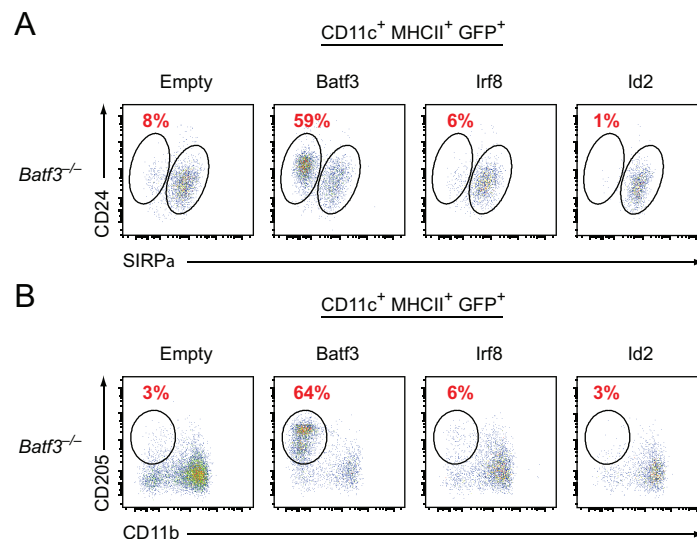 A
CD11c⁺ MHCII⁺ GFP⁺
Empty Batf3 Irf8 Id2
8% 59% 6% 1%
Batf3⁻/⁻
CD24
SIRPa
B
CD11c⁺ MHCII⁺ GFP⁺
Empty Batf3 Irf8 Id2
3% 64% 6% 3%
Batf3⁻/⁻
CD205
CD11b